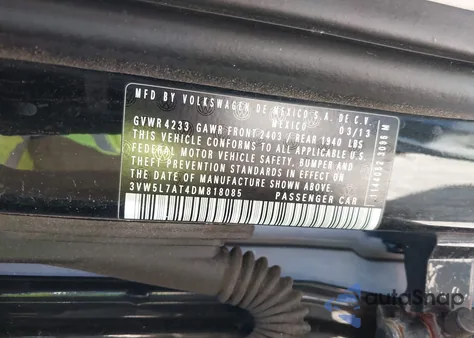 MFD BY VOLKSWAGEN DE MEXICO S.A. DE C.V.
MEXICO 03/13
GVWR 4233 GAWR FRONT 2403 / REAR 1940 LBS
THIS VEHICLE CONFORMS TO ALL APPLICABLE U.S.
FEDERAL MOTOR VEHICLE SAFETY, BUMPER AND
THEFT PREVENTION STANDARDS IN EFFECT ON
THE DATE OF MANUFACTURE SHOWN ABOVE.
3VW5L7AT4DM818085 PASSENGER CAR
3096 M
autoSnap